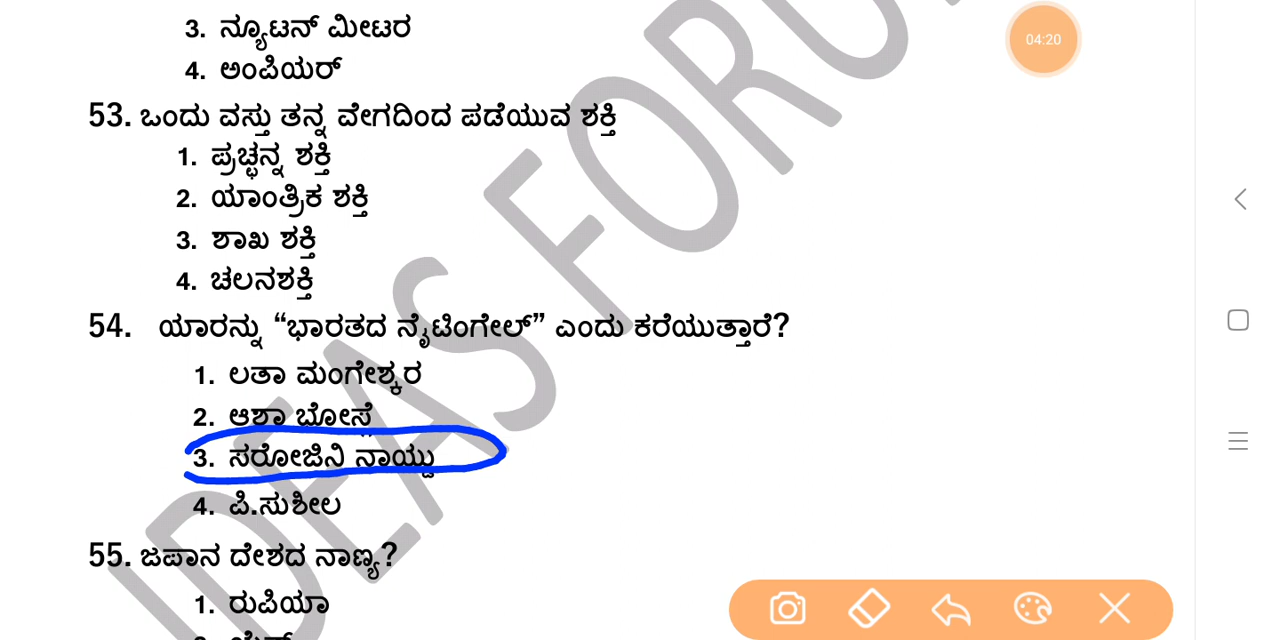 3. ನ್ಯೂಟನ್ ಮೀಟರ
4. ಅಂಪಿಯರ್
04:20
53. ಒಂದು ವಸ್ತು ತನ್ನ ವೇಗದಿಂದ ಪಡೆಯುವ ಶಕ್ತಿ
1. ಪ್ರಚ್ಛನ್ನ ಶಕ್ತಿ
2. ಯಾಂತ್ರಿಕ ಶಕ್ತಿ
3. ಶಾಖ ಶಕ್ತಿ
4. ಚಲನಶಕ್ತಿ
54. ಯಾರನ್ನು “ಭಾರತದ ನೈಟಿಂಗೇಲ್” ಎಂದು ಕರೆಯುತ್ತಾರೆ?
1. ಲತಾ ಮಂಗೇಶ್ಕರ
2. ಆಶಾ ಭೋಸ್ಲೆ
3. ಸರೋಜಿನಿ ನಾಯ್ಡು
4. ಪಿ.ಸುಶೀಲ
55. ಜಪಾನ ದೇಶದ ನಾಣ್ಯ?
1. ರುಪಿಯಾ
IDEAS FOR